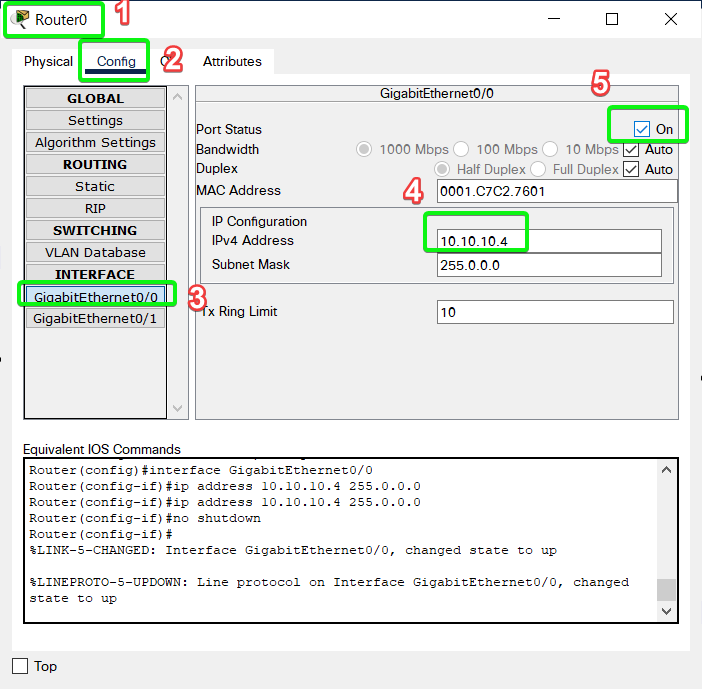 Router0
1
Physical
Config
2
Attributes
GLOBAL
Settings
Algorithm Settings
ROUTING
Static
RIP
SWITCHING
VLAN Database
INTERFACE
GigabitEthernet0/0
3
GigabitEthernet0/1
GigabitEthernet0/0
5
Port Status
On
Bandwidth
1000 Mbps
100 Mbps
10 Mbps
Auto
Duplex
Half Duplex
Full Duplex
Auto
MAC Address
4
0001.C7C2.7601
IP Configuration
IPv4 Address
10.10.10.4
Subnet Mask
255.0.0.0
Tx Ring Limit
10
Equivalent IOS Commands
Router(config)#interface GigabitEthernet0/0
Router(config-if)#ip address 10.10.10.4 255.0.0.0
Router(config-if)#ip address 10.10.10.4 255.0.0.0
Router(config-if)#no shutdown
Router(config-if)#
%LINK-5-CHANGED: Interface GigabitEthernet0/0, changed state to up
%LINEPROTO-5-UPDOWN: Line protocol on Interface GigabitEthernet0/0, changed
state to up
Top